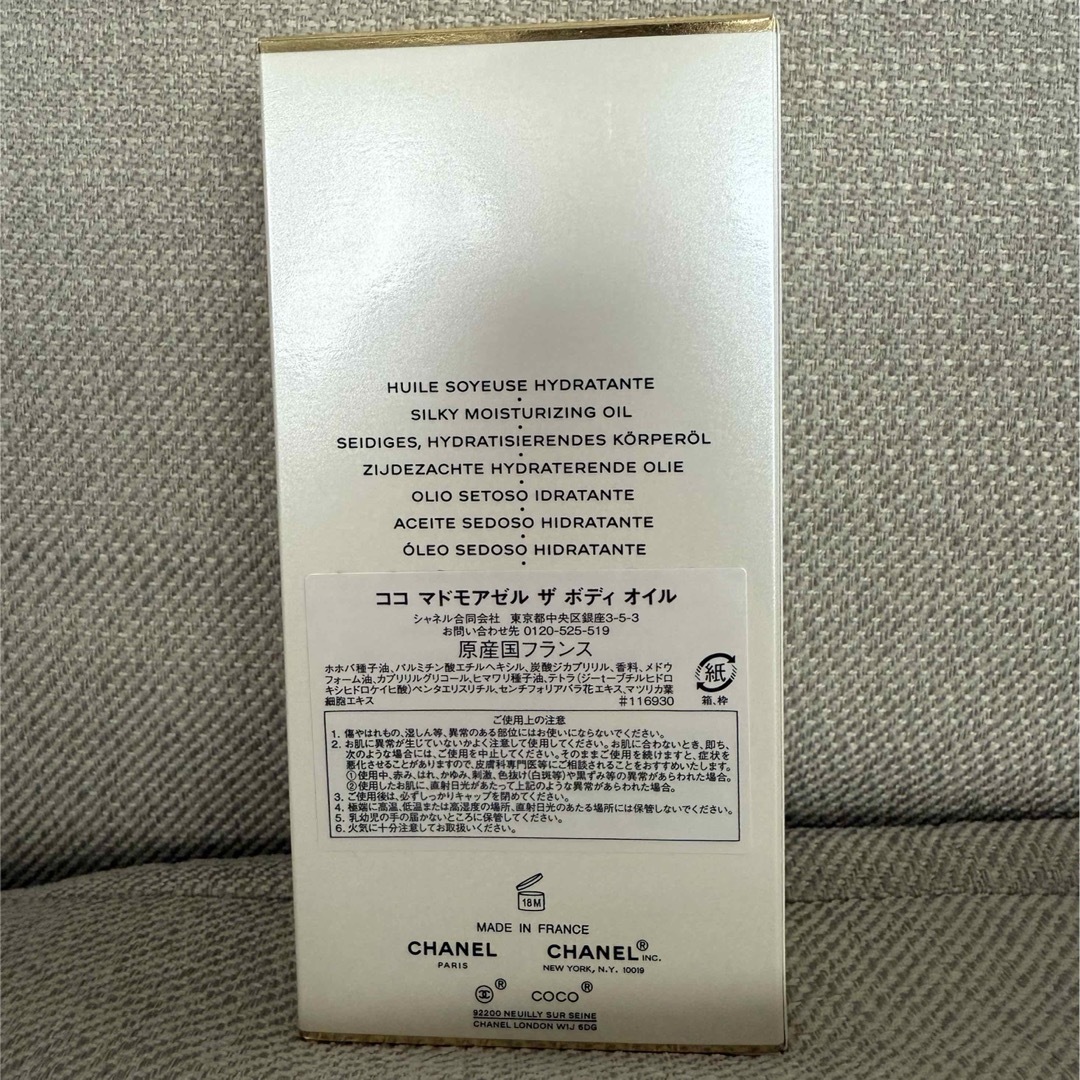 HUILE SOYEUSE HYDRATANTE
SILKY MOISTURIZING OIL
SEIDIGES, HYDRATISIERENDES KÖRPERÖL
ZIJDEZACHTE HYDRATERENDE OLIE
OLIO SETOSO IDRATANTE
ACEITE SEDOSO HIDRATANTE
ÓLEO SEDOSO HIDRATANTE
ココ マドモアゼル ザ ボディ オイル
シャネル合同会社 東京都中央区銀座3-5-3
お問い合わせ先 0120-525-519
原産国フランス
ホホバ種子油、パルミチン酸エチルヘキシル、炭酸ジカプリリル、香料、メドウ
フォーム油、カプリリルグリコール、ヒマワリ種子油、テトラ(ジーtーブチルヒドロ
キシヒドロケイヒ酸)ペンタエリスリチル、センチフォリアバラ花エキス、マツリカ葉
細胞エキス #116930
紙
箱、枠
ご使用上の注意
1. 傷やはれもの、湿しん等、異常のある部位にはお使いにならないでください。
2. お肌に異常が生じていないかよく注意して使用してください。お肌に合わないとき、即ち、
次のような場合には、ご使用を中止してください。そのままご使用を続けますと、症状を
悪化させることがありますので、皮膚科専門医等にご相談されることをおすすめいたします。
①使用中、赤み、はれ、かゆみ、刺激、色抜け(白斑等)や黒ずみ等の異常があらわれた場合。
②使用したお肌に、直射日光があたって上記のような異常があらわれた場合。
3. ご使用後は、必ずしっかりキャップを閉めてください。
4. 極端に高温、低温または高湿度の場所、直射日光のあたる場所には保管しないでください。
5. 乳幼児の手の届かないところに保管してください。
6. 火気に十分注意してお取扱いください。
18M
MADE IN FRANCE
CHANEL CHANEL® INC.
PARIS NEW YORK, N.Y. 10019
® COCO®
92200 NEUILLY SUR SEINE
CHANEL LONDON W1J 6DG